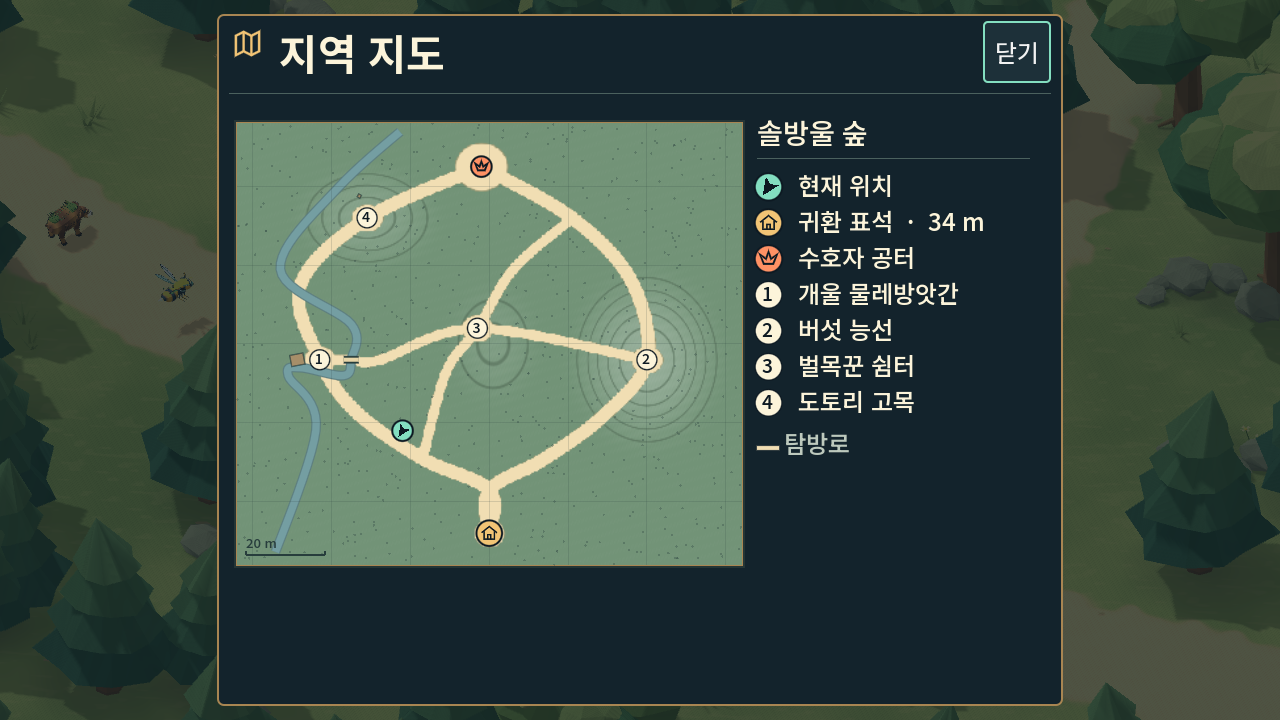 지역 지도
닫기
솔방울 숲
현재 위치
귀환 표석 · 34 m
수호자 공터
1 개울 물레방앗간
2 버섯 능선
3 벌목꾼 쉼터
4 도토리 고목
탐방로
4
3
1
2
20 m